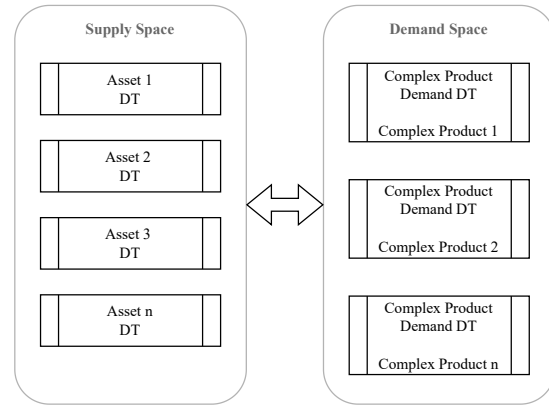 Supply Space
Asset 1
DT
Asset 2
DT
Asset 3
DT
Asset n
DT
Demand Space
Complex Product
Demand DT
Complex Product 1
Complex Product
Demand DT
Complex Product 2
Complex Product
Demand DT
Complex Product n